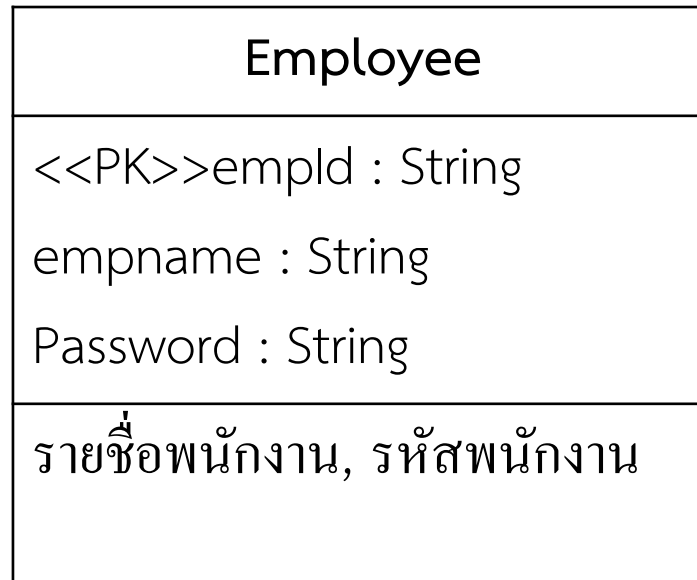 Employee
<<PK>>empId : String
empname : String
Password : String
รายชื่อพนักงาน, รหัสพนักงาน